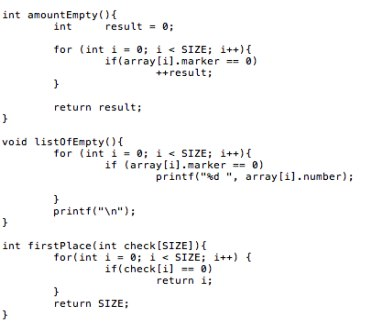 int amountEmpty(){
int result = 0;
for (int i = 0; i < SIZE; i++){
if(array[i].marker == 0)
++result;
}
return result;
}
void listOfEmpty(){
for (int i = 0; i < SIZE; i++){
if (array[i].marker == 0)
printf("%d ", array[i].number);
}
printf("\n");
}
int firstPlace(int check[SIZE]){
for(int i = 0; i < SIZE; i++) {
if(check[i] == 0)
return i;
}
return SIZE;
}